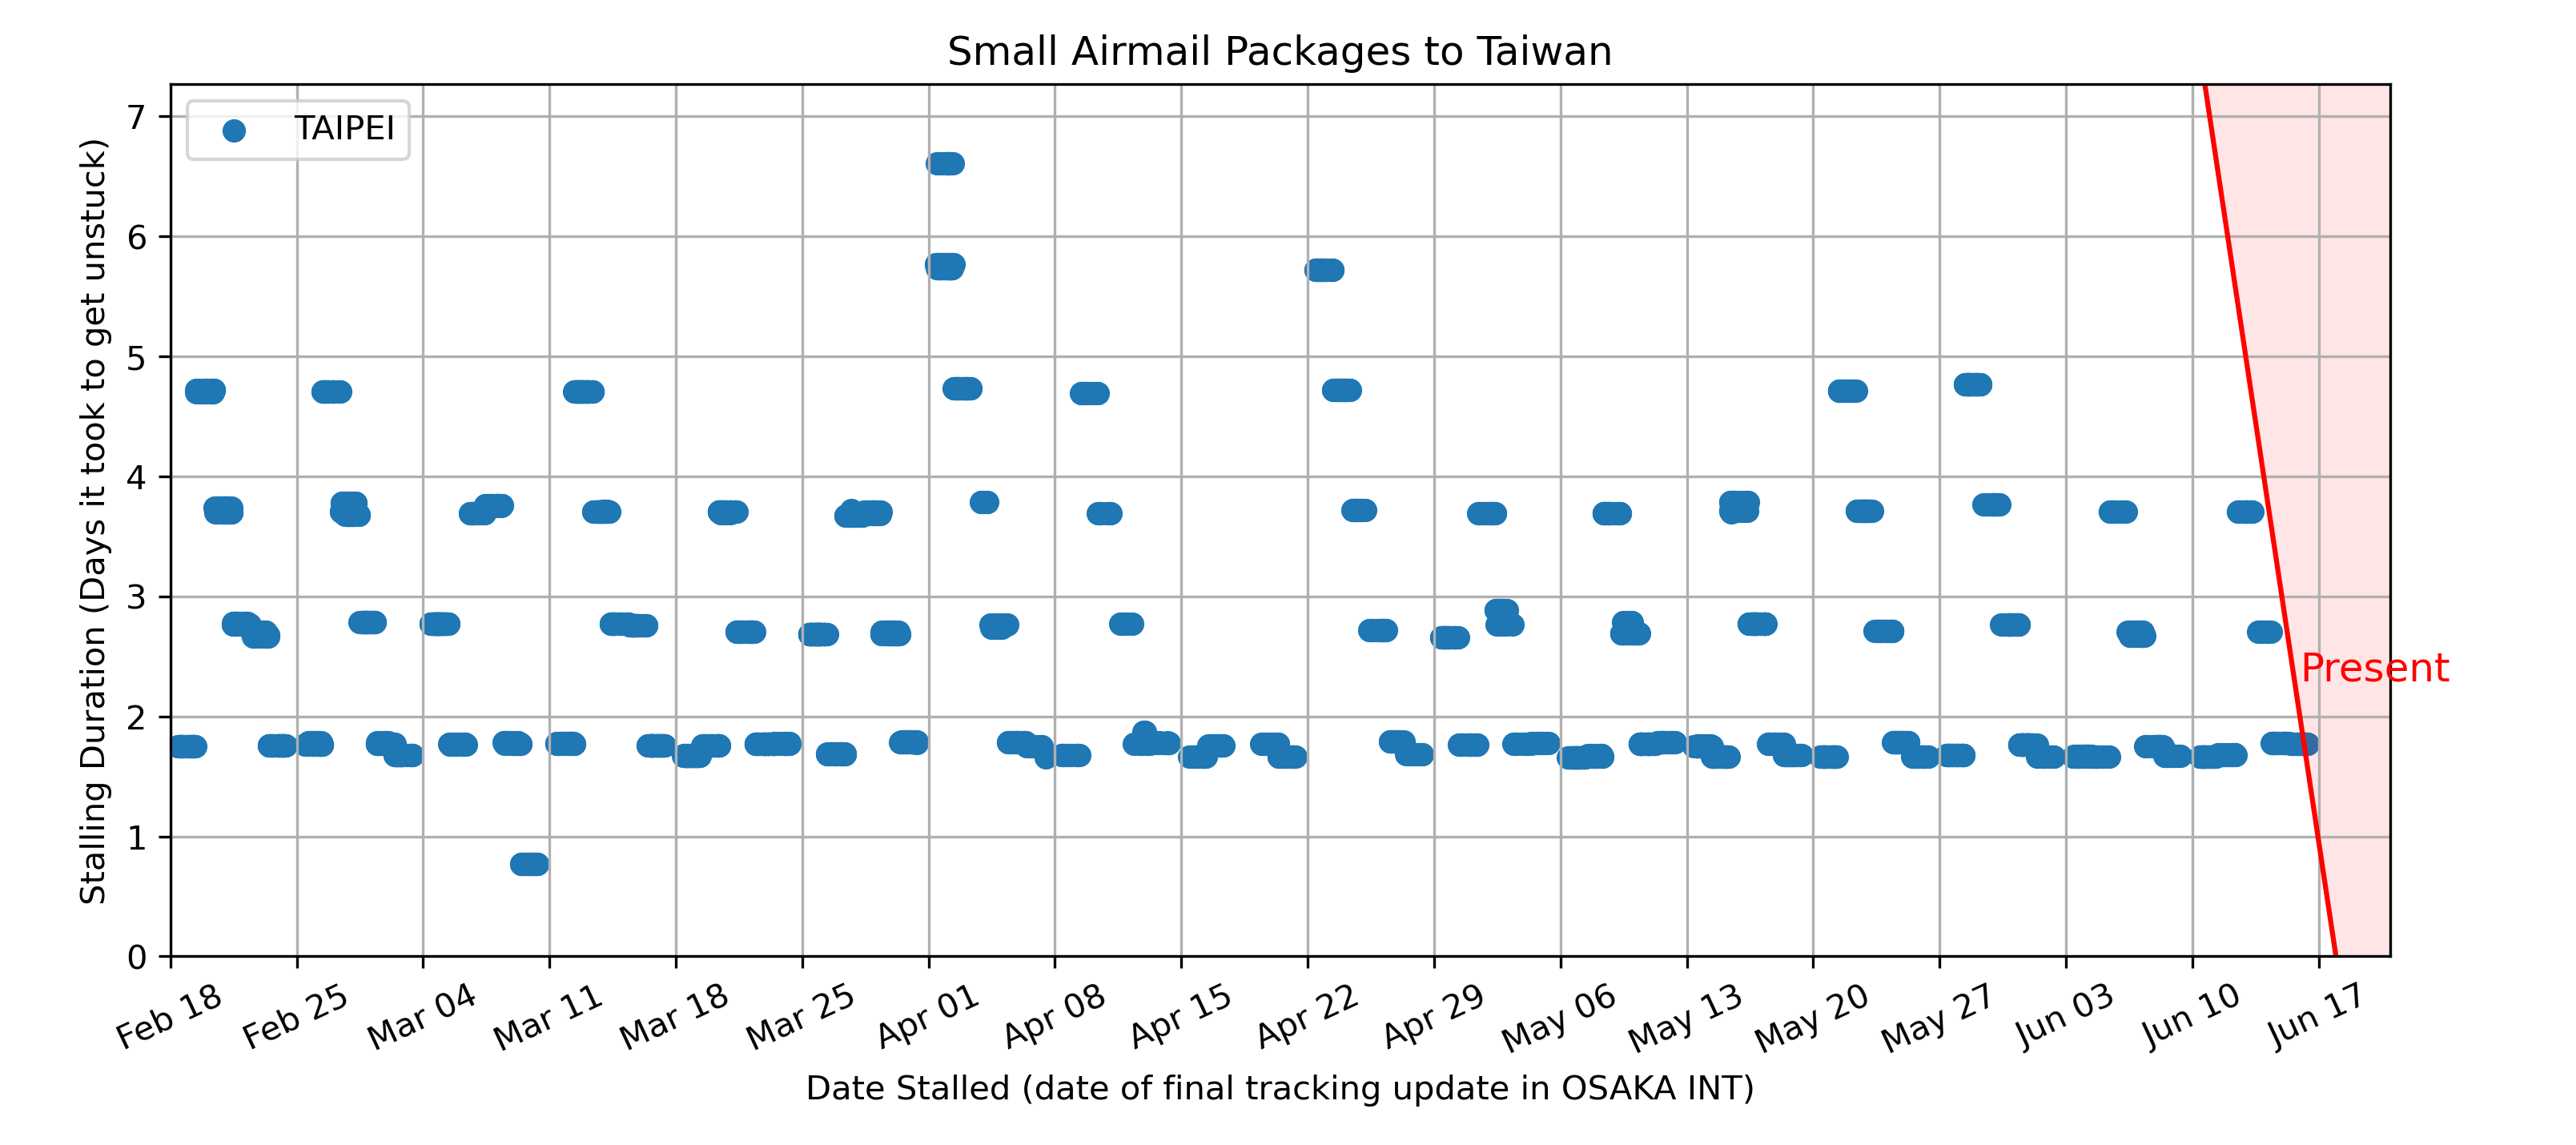 Small Airmail Packages to Taiwan
TAIPEI
Stalling Duration (Days it took to get unstuck)
7
6
5
4
3
2
1
0
Present
Feb 18
Feb 25
Mar 04
Mar 11
Mar 18
Mar 25
Apr 01
Apr 08
Apr 15
Apr 22
Apr 29
May 06
May 13
May 20
May 27
Jun 03
Jun 10
Jun 17
Date Stalled (date of final tracking update in OSAKA INT)